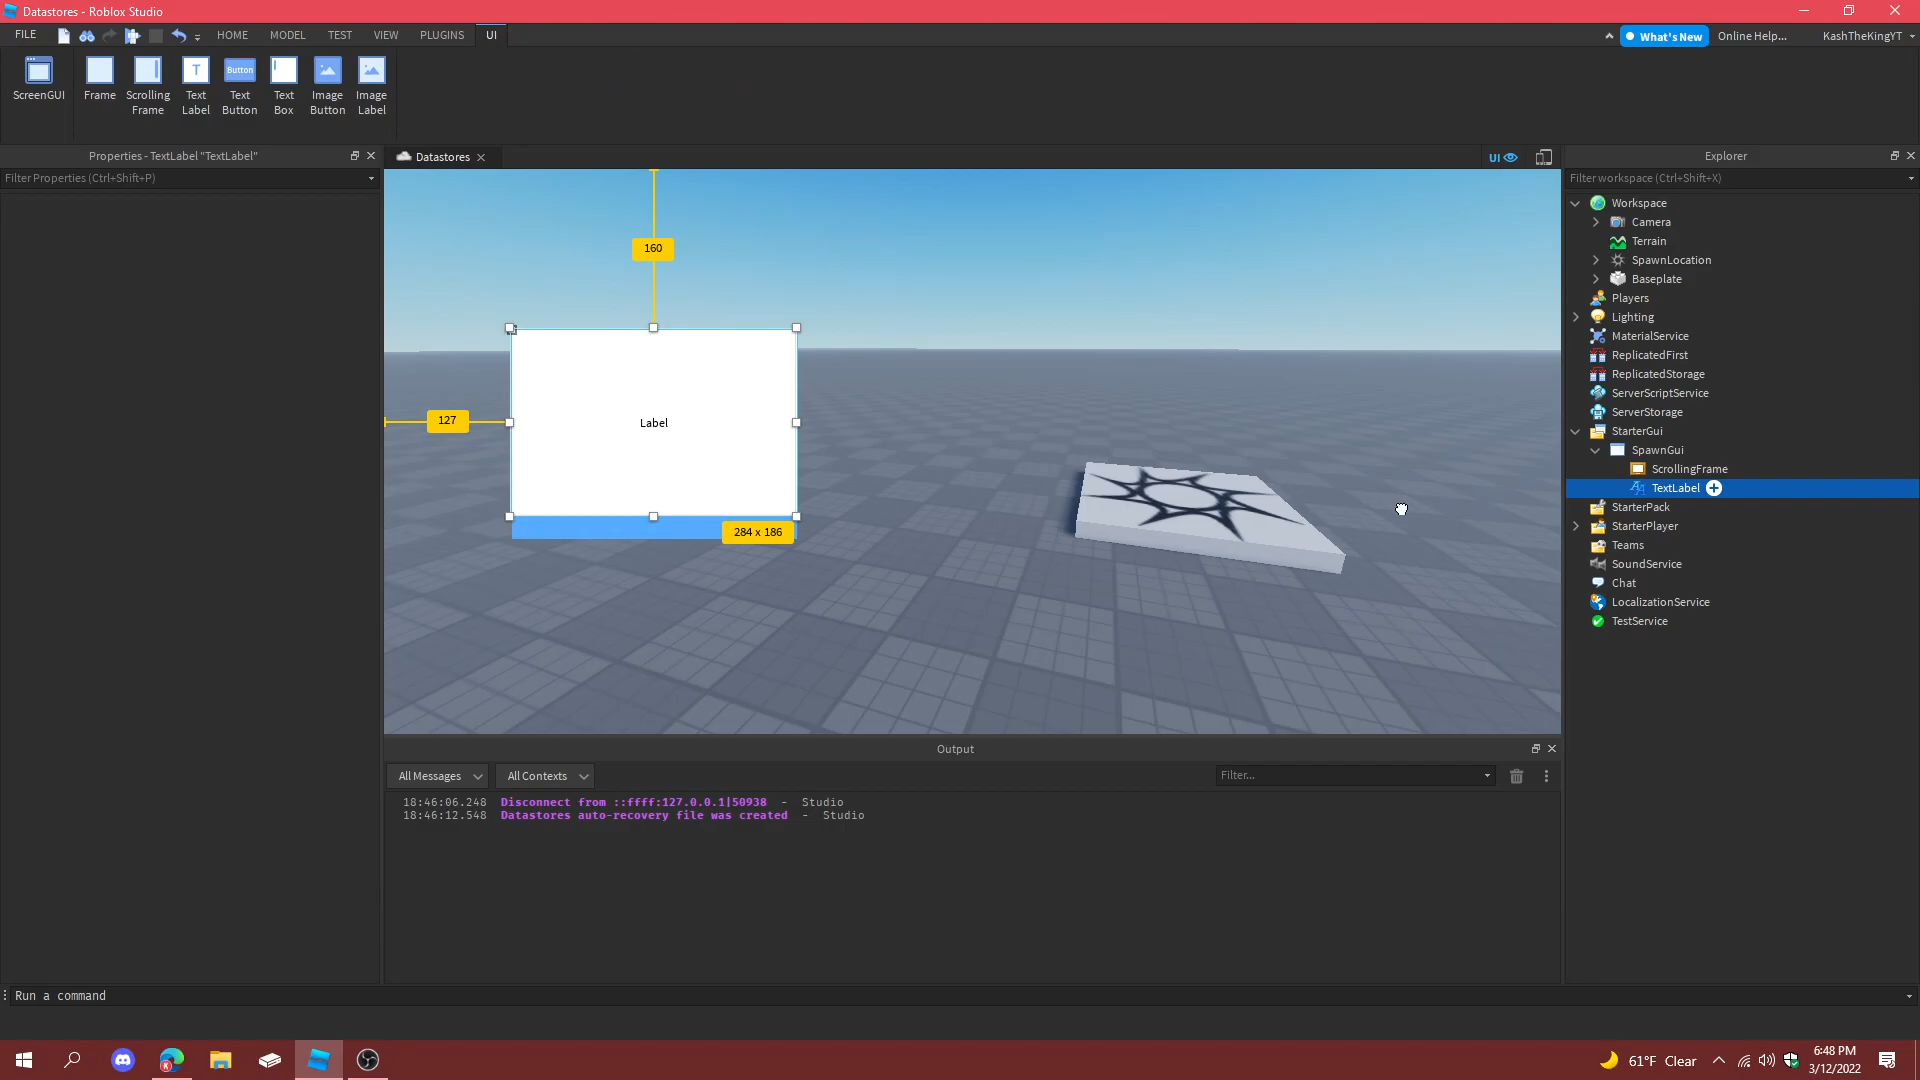 Datastores - Roblox Studio
FILE HOME MODEL TEST VIEW PLUGINS UI What's New Online Help... KashTheKingYT
ScreenGUI Frame Scrolling Frame Text Label Button Text Button Text Box Image Button Image Label
Properties - TextLabel "TextLabel"
Filter Properties (Ctrl+Shift+P)
Datastores
UI
160
127
Label
284 x 186
Explorer
Filter workspace (Ctrl+Shift+X)
Workspace
Camera
Terrain
SpawnLocation
Baseplate
Players
Lighting
MaterialService
ReplicatedFirst
ReplicatedStorage
ServerScriptService
ServerStorage
StarterGui
SpawnGui
ScrollingFrame
TextLabel
StarterPack
StarterPlayer
Teams
SoundService
Chat
LocalizationService
TestService
Output
All Messages All Contexts Filter...
18:46:06.248 Disconnect from ::ffff:127.0.0.1|50938 - Studio
18:46:12.548 Datastores auto-recovery file was created - Studio
Run a command
61°F Clear
6:48 PM
3/12/2022